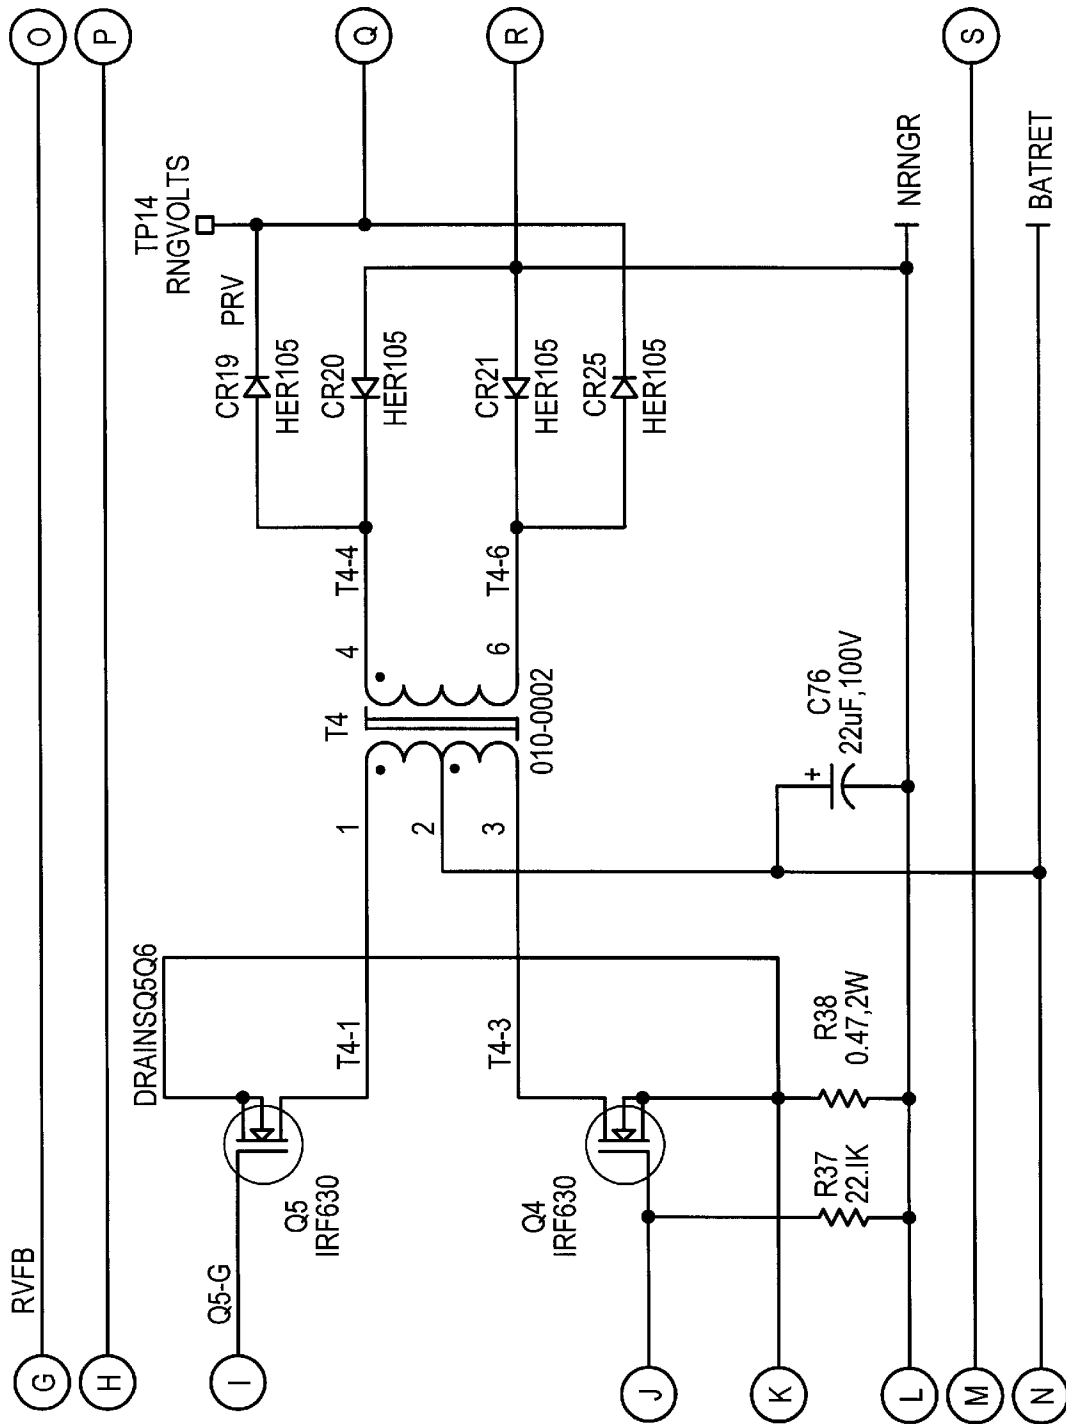 O
P
Q
R
S
TP14
RNGVOLTS
PRV
CR19
HER105
CR20
HER105
CR21
HER105
CR25
HER105
NRNGR
BATRET
T4-4
T4-6
4
6
T4
010-0002
1
2
3
C76
22uF,100V
+
DRAINSQ5Q6
T4-1
T4-3
R38
0.47,2W
R37
22.IK
Q5
IRF630
Q4
IRF630
RVFB
Q5-G
G
H
I
J
K
L
M
N